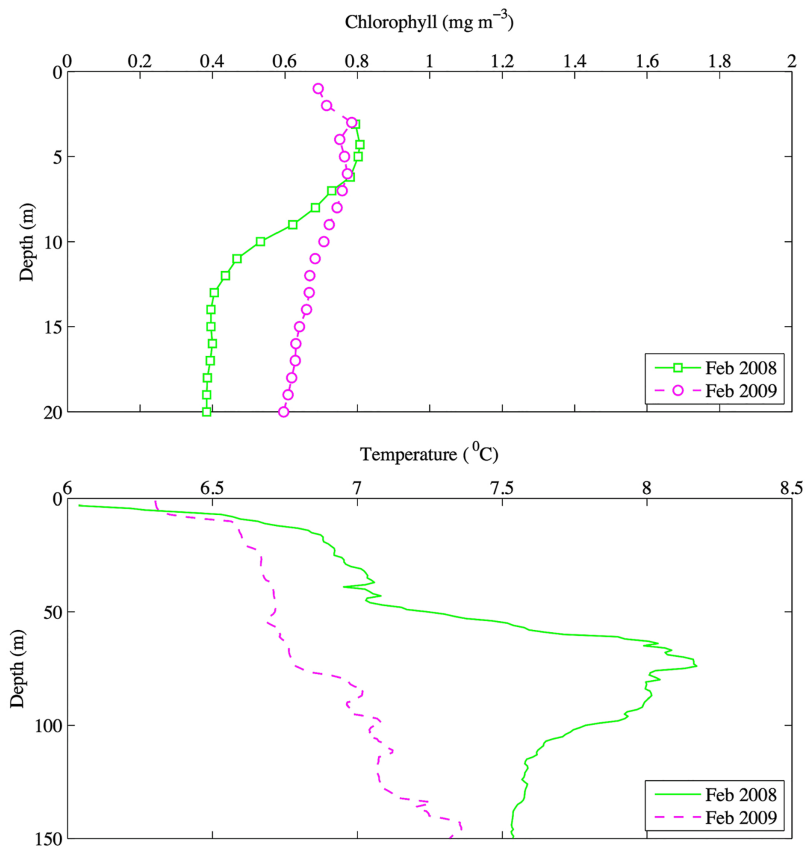 Chlorophyll (mg m⁻³)
0 0.2 0.4 0.6 0.8 1 1.2 1.4 1.6 1.8 2
0
5
10
15
20
Depth (m)
Feb 2008
Feb 2009
Temperature (⁰C)
6 6.5 7 7.5 8 8.5
0
50
100
150
Depth (m)
Feb 2008
Feb 2009